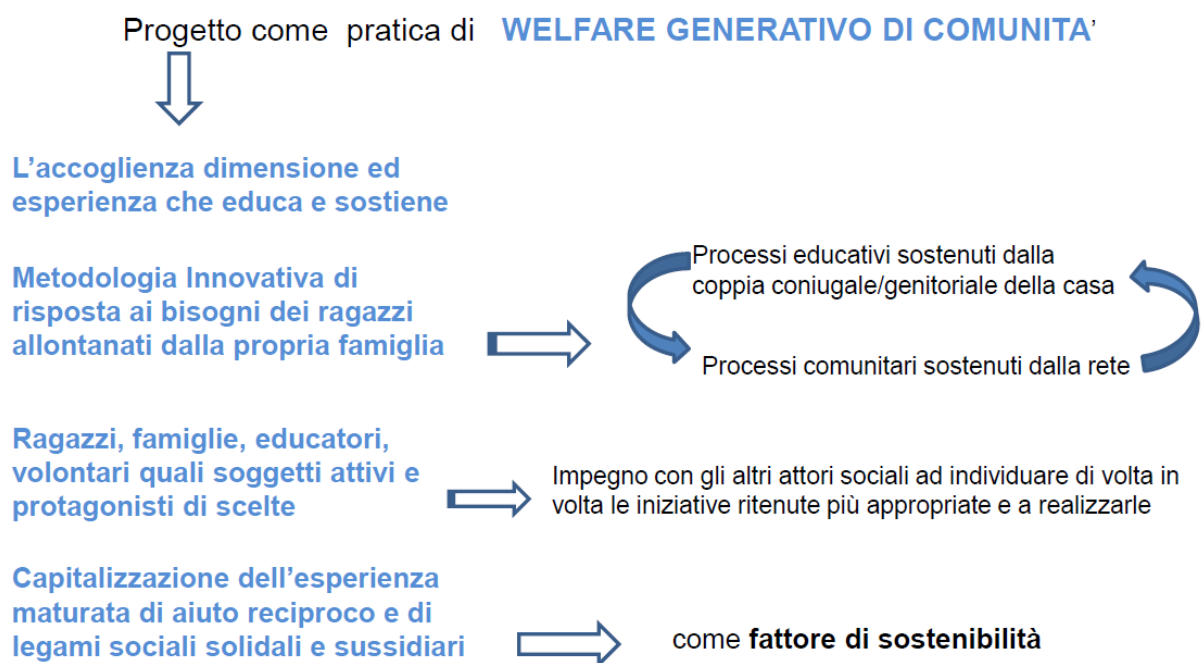 Progetto come pratica di WELFARE GENERATIVO DI COMUNITA’
L’accoglienza dimensione ed
esperienza che educa e sostiene
Metodologia Innovativa di
risposta ai bisogni dei ragazzi
allontanati dalla propria famiglia
Processi educativi sostenuti dalla
coppia coniugale/genitoriale della casa
Processi comunitari sostenuti dalla rete
Ragazzi, famiglie, educatori,
volontari quali soggetti attivi e
protagonisti di scelte
Impegno con gli altri attori sociali ad individuare di volta in
volta le iniziative ritenute più appropriate e a realizzarle
Capitalizzazione dell’esperienza
maturata di aiuto reciproco e di
legami sociali solidali e sussidiari
come fattore di sostenibilità